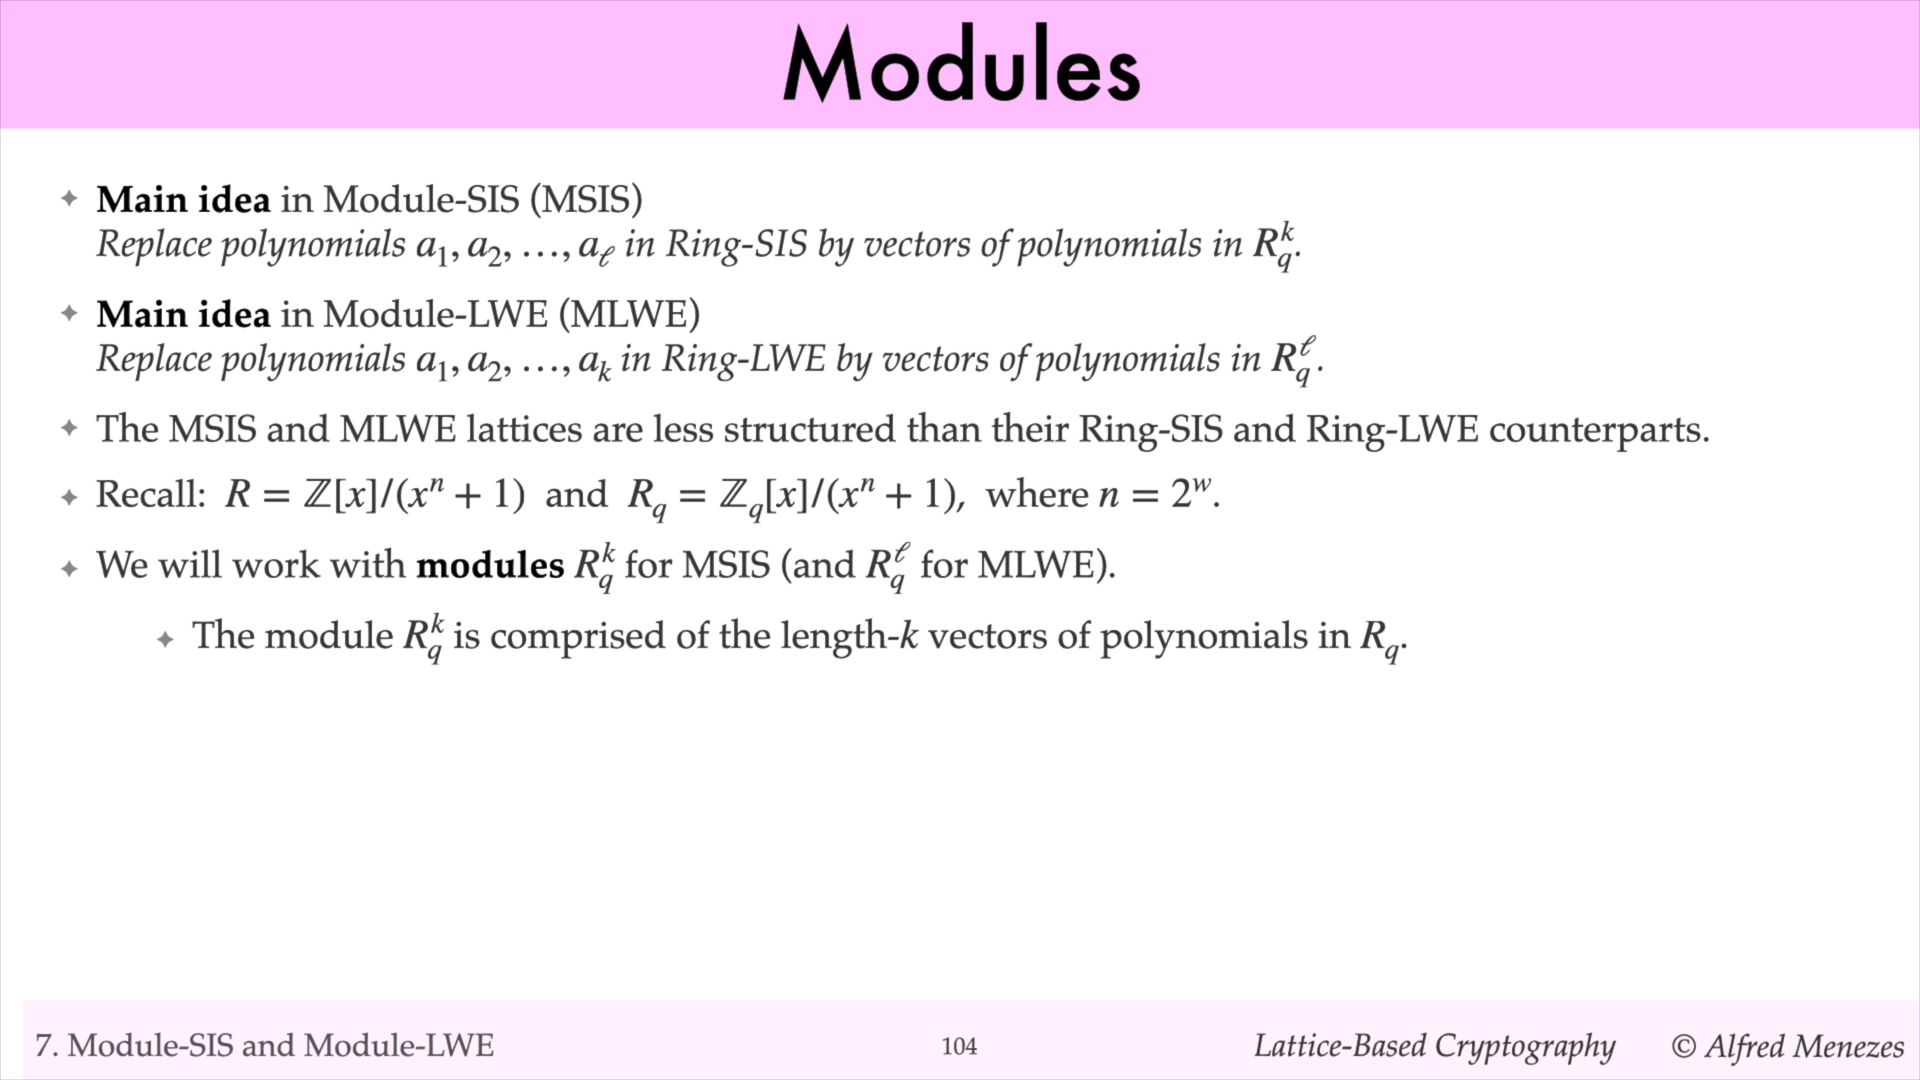 Modules
✦ Main idea in Module-SIS (MSIS)
Replace polynomials a₁, a₂, …, a_ℓ in Ring-SIS by vectors of polynomials in R_q^k.
✦ Main idea in Module-LWE (MLWE)
Replace polynomials a₁, a₂, …, a_k in Ring-LWE by vectors of polynomials in R_q^ℓ.
✦ The MSIS and MLWE lattices are less structured than their Ring-SIS and Ring-LWE counterparts.
✦ Recall: R = ℤ[x]/(x^n + 1) and R_q = ℤ_q[x]/(x^n + 1), where n = 2^w.
✦ We will work with modules R_q^k for MSIS (and R_q^ℓ for MLWE).
✦ The module R_q^k is comprised of the length-k vectors of polynomials in R_q.
7. Module-SIS and Module-LWE 104 Lattice-Based Cryptography © Alfred Menezes